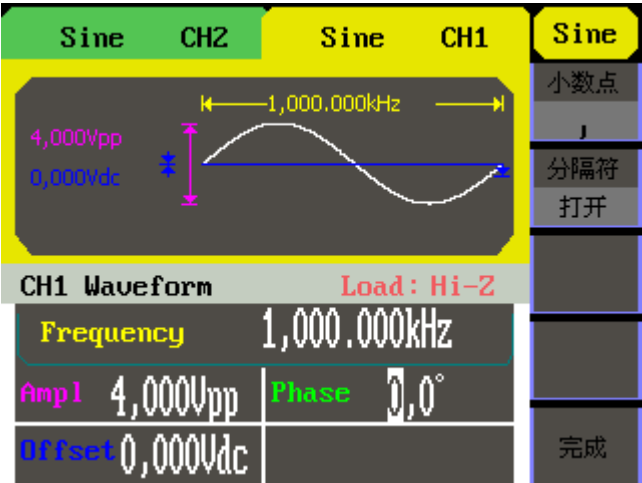 Sine CH2 Sine CH1 Sine
小数点
,
分隔符
打开
完成
1,000.000kHz
4,000Vpp
0,000Vdc
CH1 Waveform Load: Hi-Z
Frequency 1,000.000kHz
Ampl 4,000Vpp Phase 0,0°
Offset 0,000Vdc